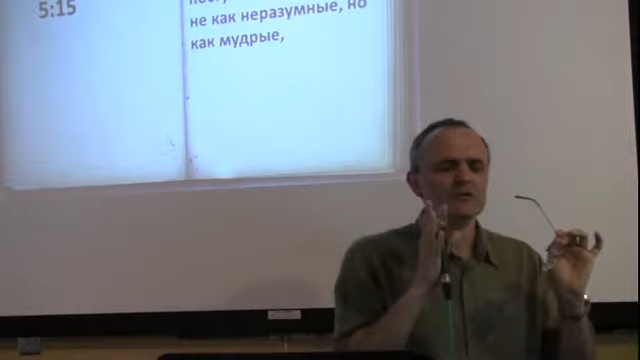 5:15
не как неразумные, но
как мудрые,